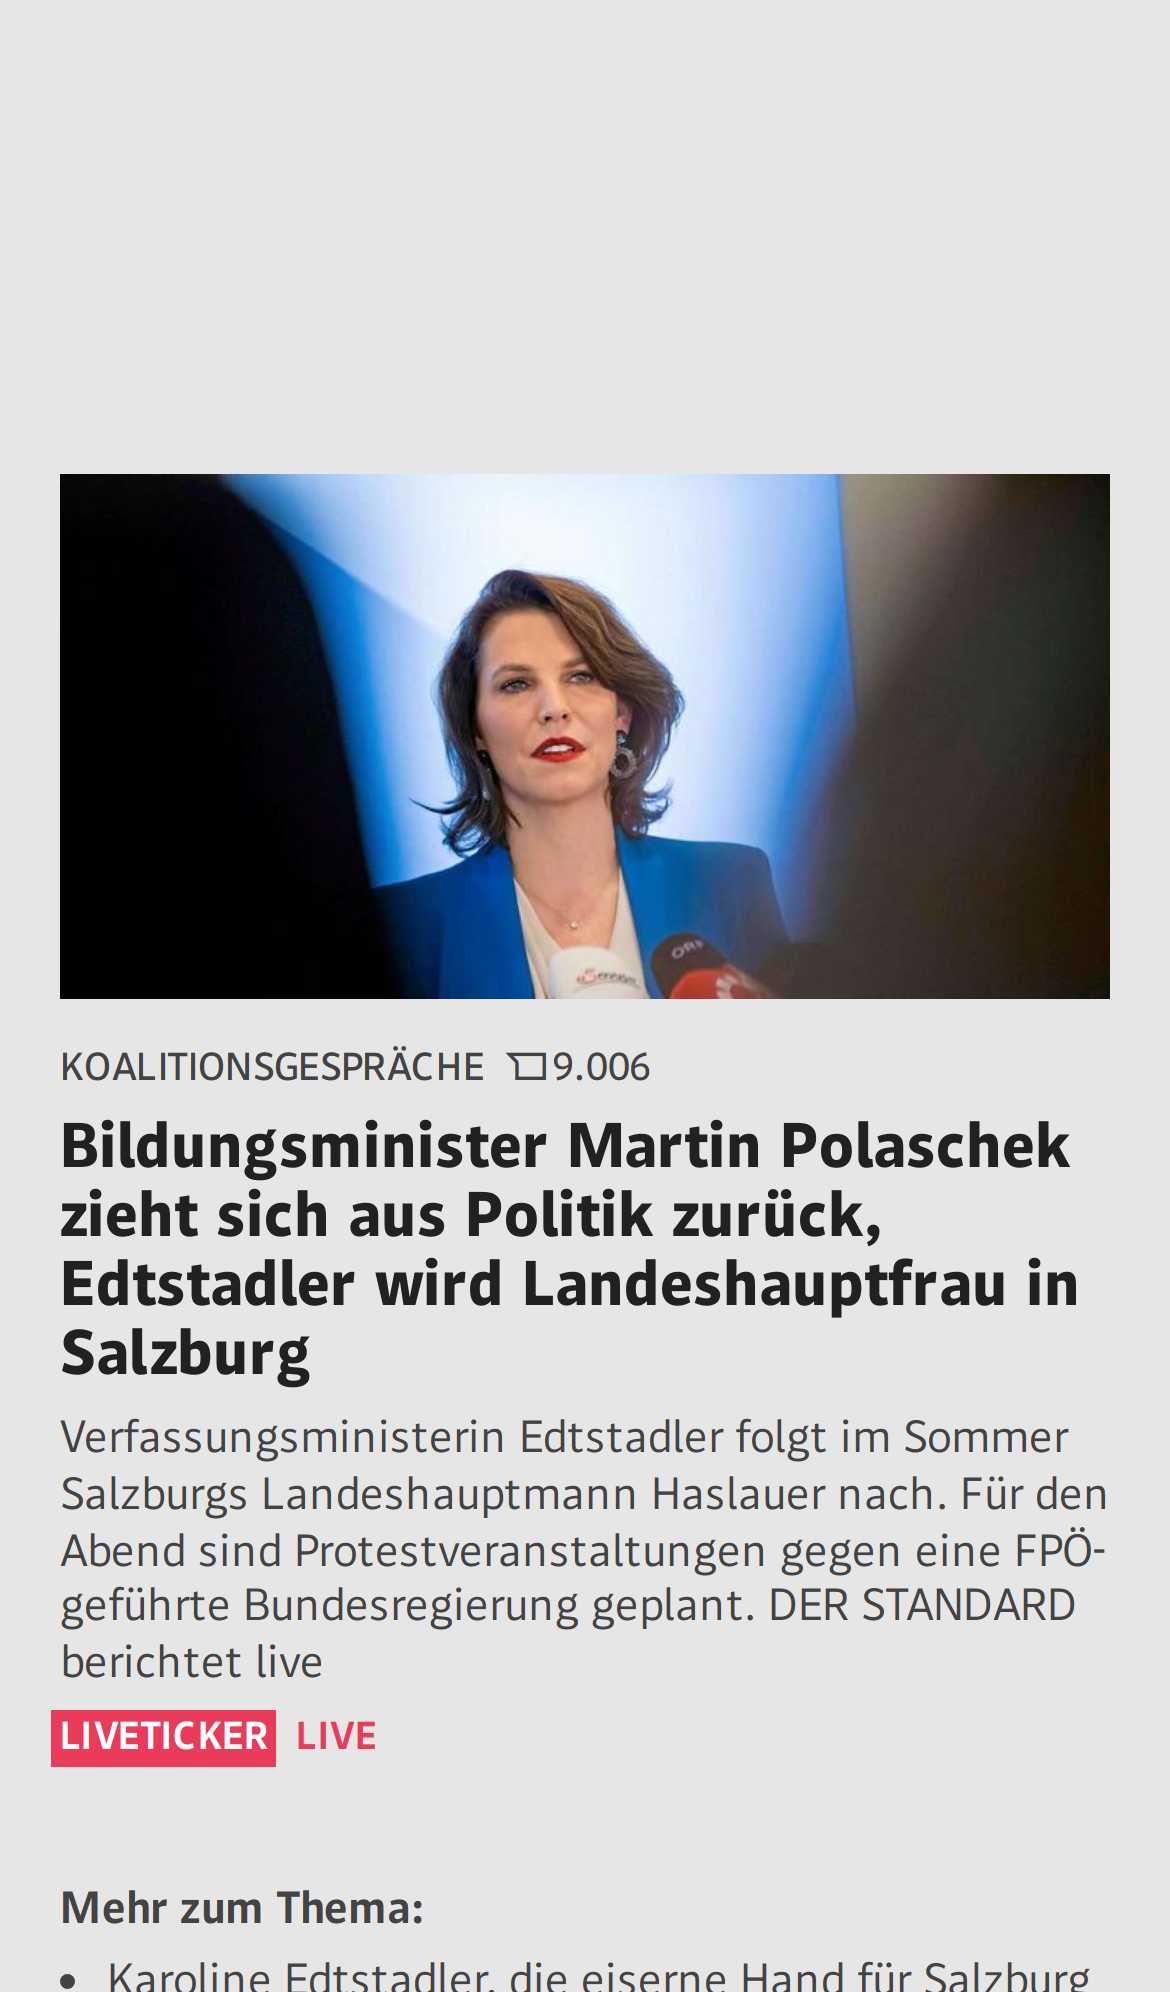 ORF
KOALITIONSGESPRÄCHE 9.006
Bildungsminister Martin Polaschek
zieht sich aus Politik zurück,
Edtstadler wird Landeshauptfrau in
Salzburg
Verfassungsministerin Edtstadler folgt im Sommer
Salzburgs Landeshauptmann Haslauer nach. Für den
Abend sind Protestveranstaltungen gegen eine FPÖ-
geführte Bundesregierung geplant. DER STANDARD
berichtet live
LIVETICKER LIVE
Mehr zum Thema:
• Karoline Edtstadler, die eiserne Hand für Salzburg